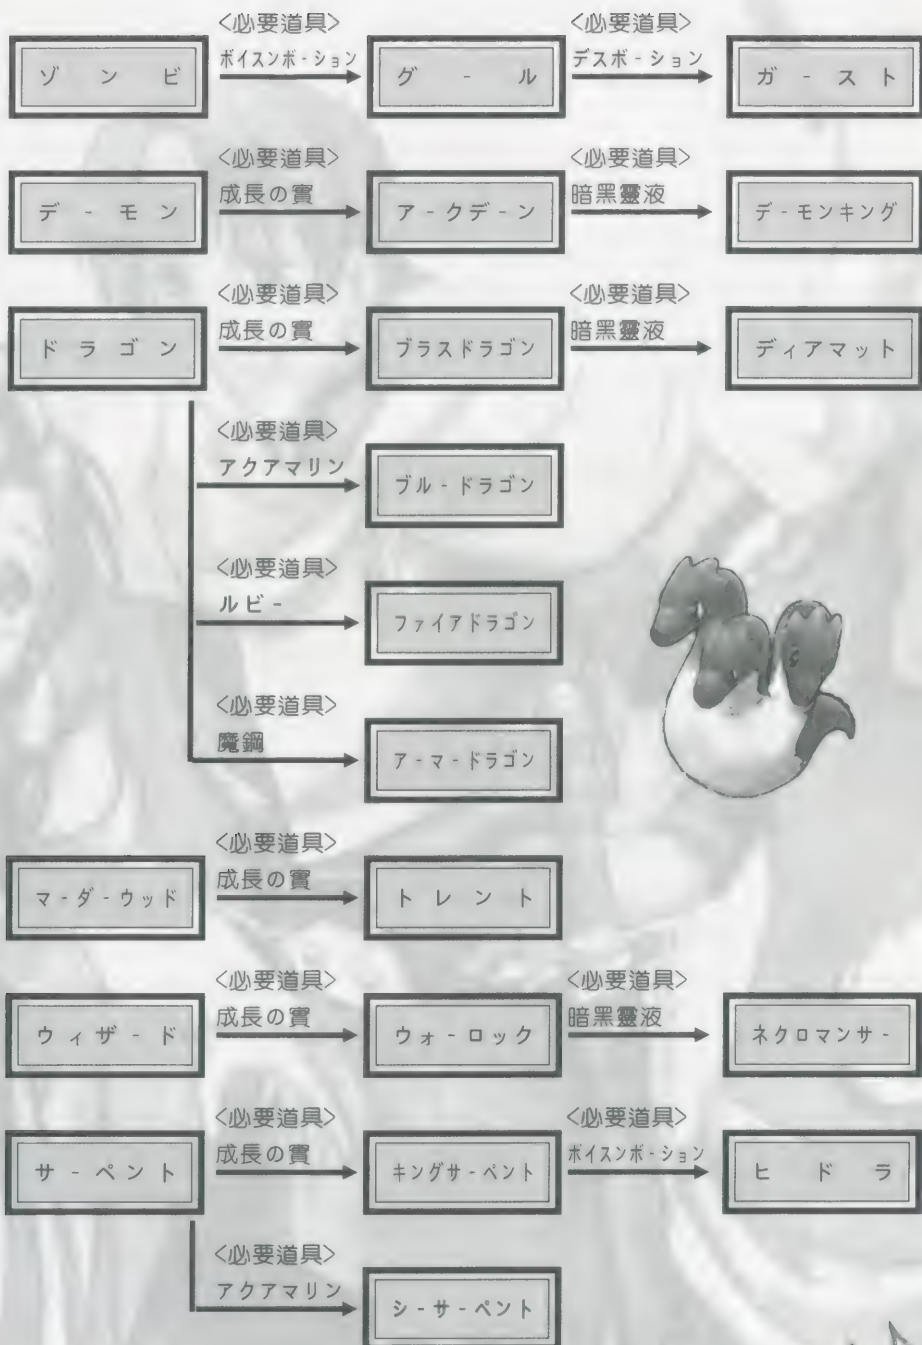 <必要道具> <必要道具>
ボイスンボ-ション デスボ-ション
ゾンビ グ-ル ガ-スト
<必要道具> <必要道具>
成長の實 暗黒靈液
デ-モン ア-クデ-ン デ-モンキング
<必要道具> <必要道具>
成長の實 暗黒靈液
ドラゴン ブラスドラゴン ディアマット
<必要道具>
アクアマリン
ブル-ドラゴン
<必要道具>
ルビ-
ファイアドラゴン
<必要道具>
魔鋼
ア-マ-ドラゴン
<必要道具>
成長の實
マ-ダ-ウッド トレント
<必要道具> <必要道具>
成長の實 暗黒靈液
ウィザ-ド ウォ-ロック ネクロマンサ-
<必要道具> <必要道具>
成長の實 ボイスンボ-ション
サ-ペント キングサ-ペント ヒドラ
<必要道具>
アクアマリン
シ-サ-ペント